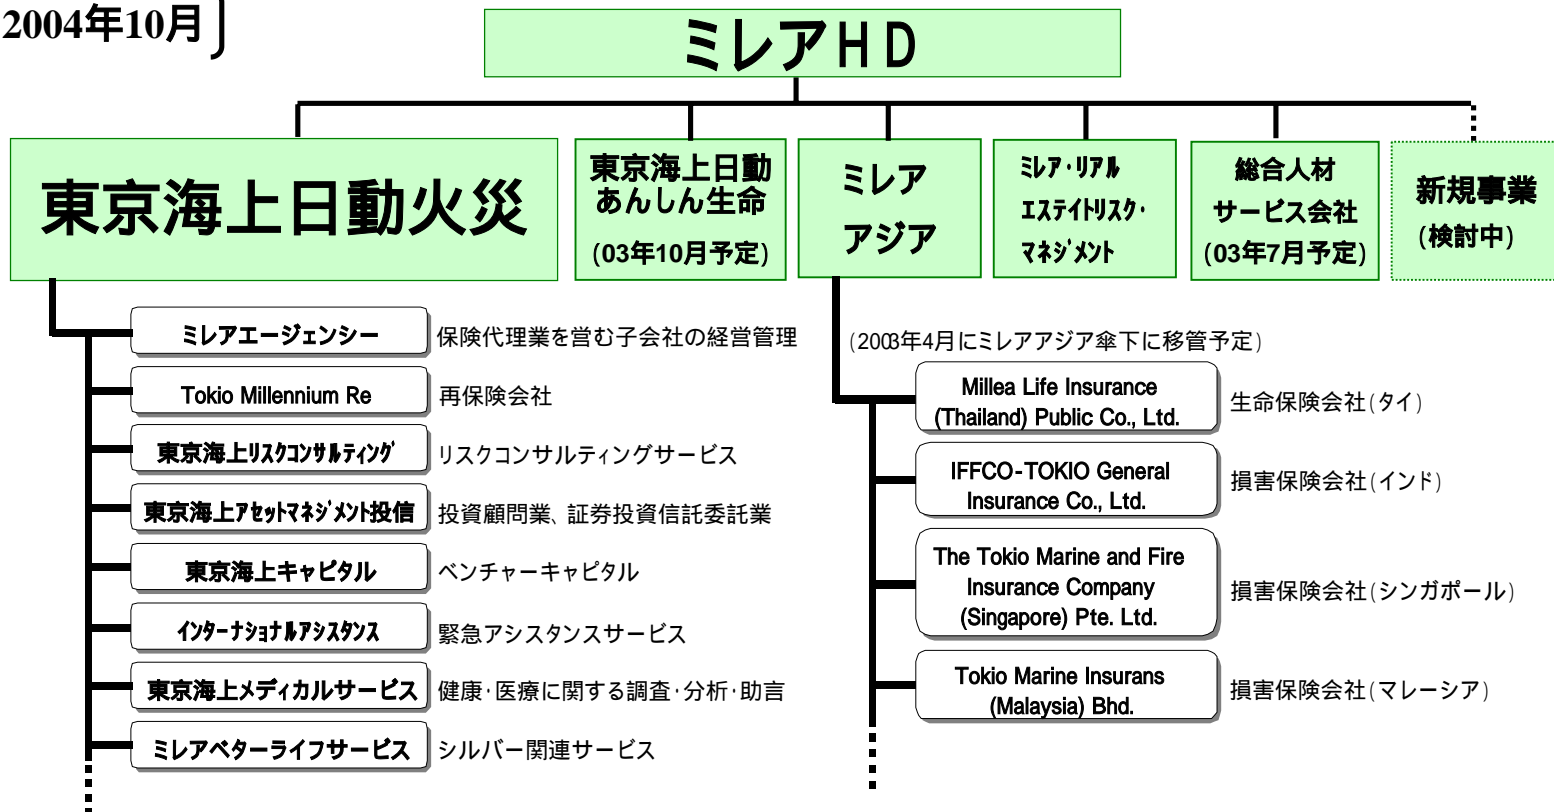 2004年10月
ミレアHD
東京海上日動火災
東京海上日動
あんしん生命
(03年10月予定)
ミレア
アジア
ﾐﾚｱ･ﾘｱﾙ
ｴｽﾃｲﾄﾘｽｸ･
ﾏﾈｼﾞﾒﾝﾄ
総合人材
サービス会社
(03年7月予定)
新規事業
(検討中)
ミレアエージェンシー
保険代理業を営む子会社の経営管理
Tokio Millennium Re
再保険会社
東京海上ﾘｽｸｺﾝｻﾙﾃｨﾝｸﾞ
リスクコンサルティングサービス
東京海上ｱｾｯﾄﾏﾈｼﾞﾒﾝﾄ投信
投資顧問業、証券投資信託委託業
東京海上キャピタル
ベンチャーキャピタル
ｲﾝﾀｰﾅｼｮﾅﾙｱｼｽﾀﾝｽ
緊急アシスタンスサービス
東京海上メディカルサービス
健康･医療に関する調査･分析･助言
ミレアベターライフサービス
シルバー関連サービス
(2003年4月にミレアアジア傘下に移管予定)
Millea Life Insurance
(Thailand) Public Co., Ltd.
生命保険会社(タイ)
IFFCO-TOKIO General
Insurance Co., Ltd.
損害保険会社(インド)
The Tokio Marine and Fire
Insurance Company
(Singapore) Pte. Ltd.
損害保険会社(シンガポール)
Tokio Marine Insurans
(Malaysia) Bhd.
損害保険会社(マレーシア)